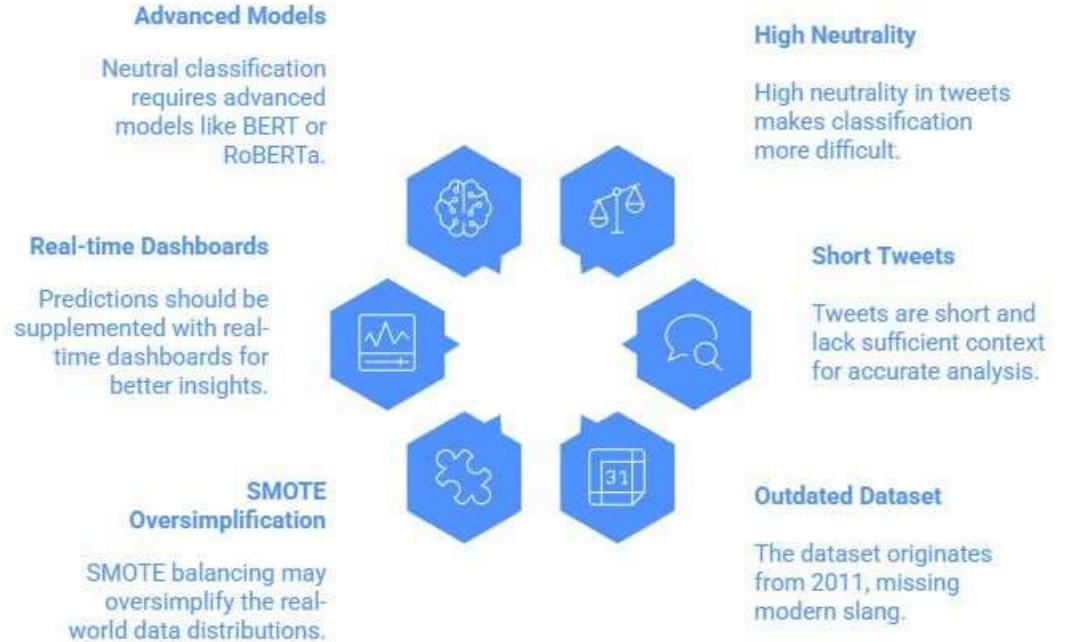 Advanced Models
Neutral classification
requires advanced
models like BERT or
RoBERTa.
High Neutrality
High neutrality in tweets
makes classification
more difficult.
Real-time Dashboards
Predictions should be
supplemented with real-
time dashboards for
better insights.
Short Tweets
Tweets are short and
lack sufficient context
for accurate analysis.
SMOTE
Oversimplification
SMOTE balancing may
oversimplify the real-
world data distributions.
31
Outdated Dataset
The dataset originates
from 2011, missing
modern slang.